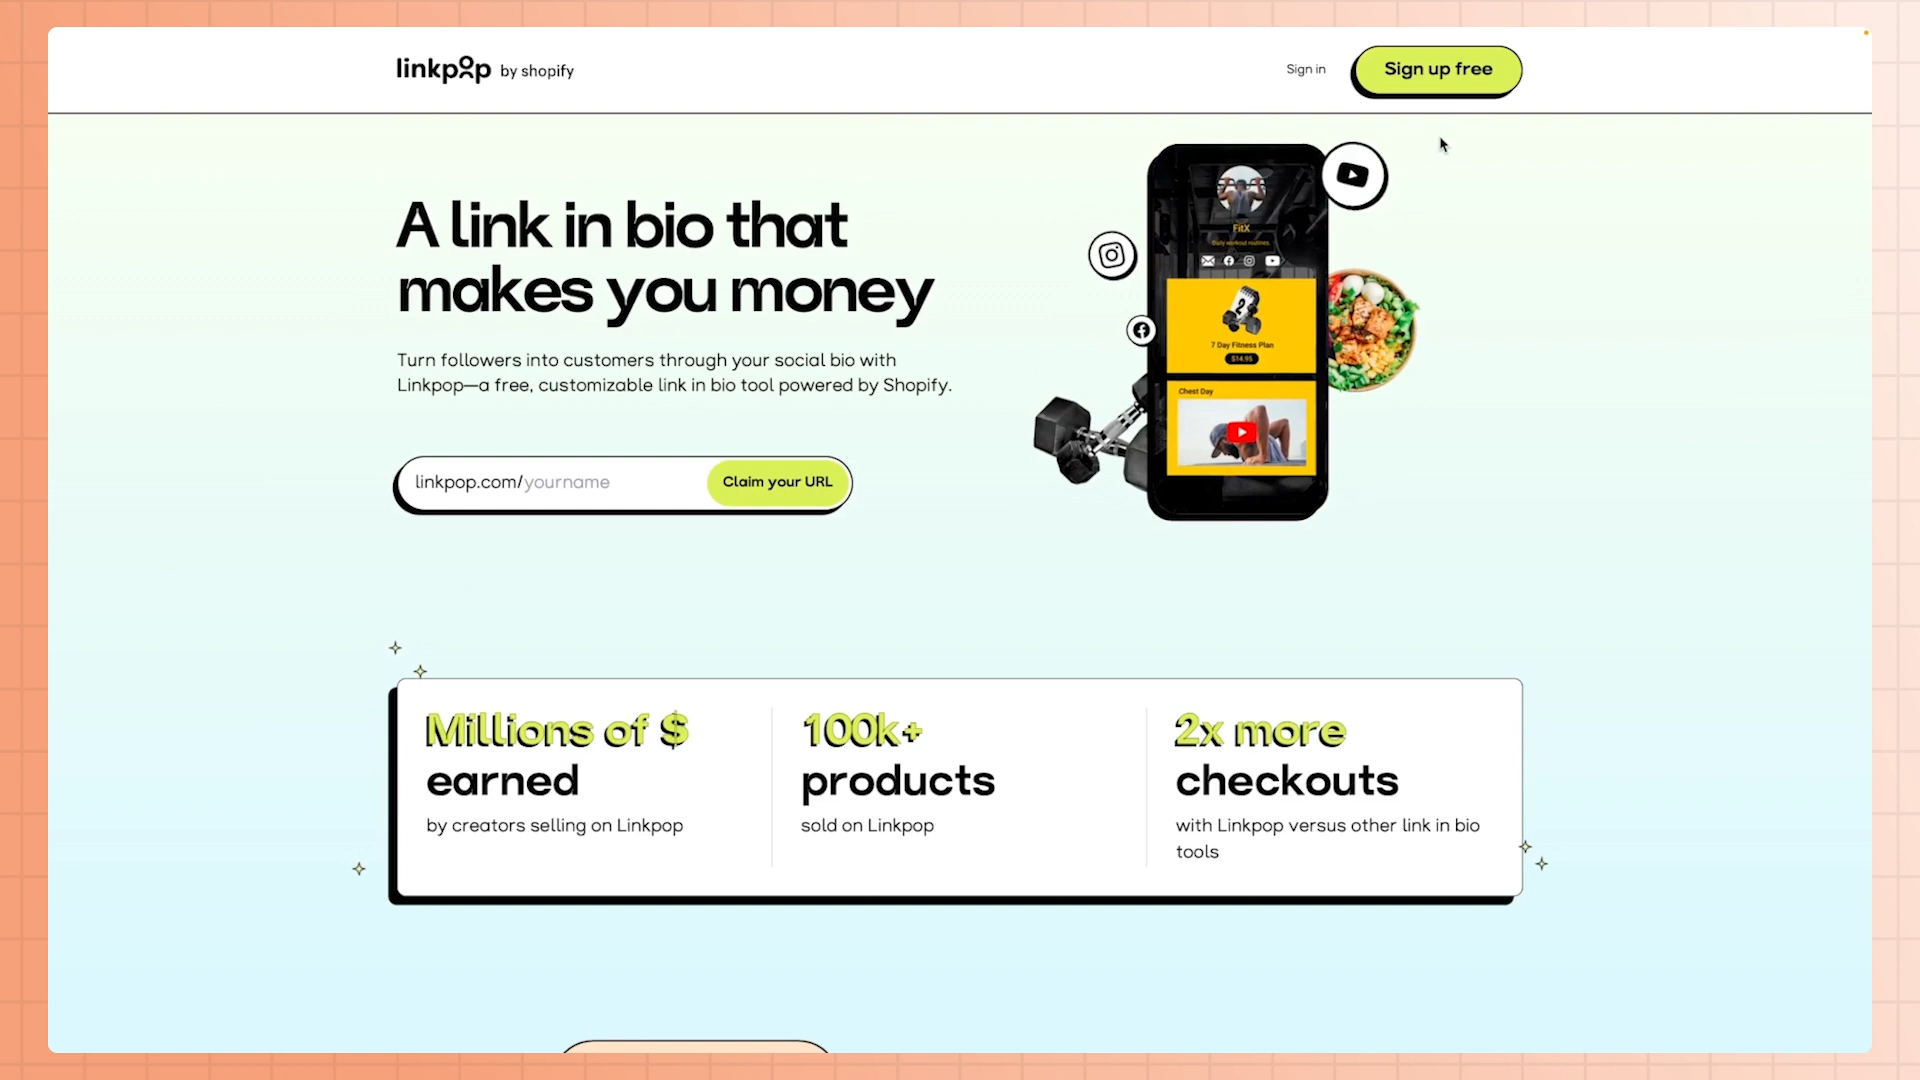 linkpop by shopify
Sign in
Sign up free
A link in bio that
makes you money
Turn followers into customers through your social bio with
Linkpop—a free, customizable link in bio tool powered by Shopify.
linkpop.com/yourname
Claim your URL
FitX
Daily workout routines.
7 Day Fitness Plan
$14.95
Chest Day
Millions of $
earned
by creators selling on Linkpop
100k+
products
sold on Linkpop
2x more
checkouts
with Linkpop versus other link in bio
tools